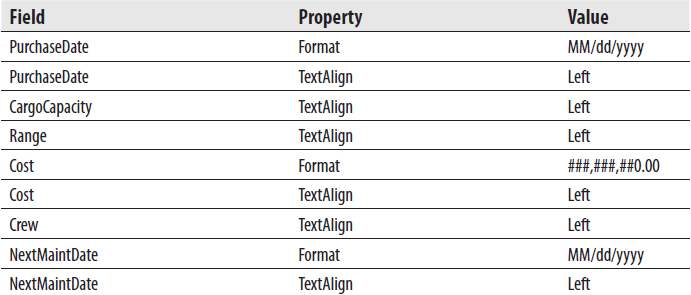 Field Property Value
PurchaseDate Format MM/dd/yyyy
PurchaseDate TextAlign Left
CargoCapacity TextAlign Left
Range TextAlign Left
Cost Format ###,###,##0.00
Cost TextAlign Left
Crew TextAlign Left
NextMaintDate Format MM/dd/yyyy
NextMaintDate TextAlign Left